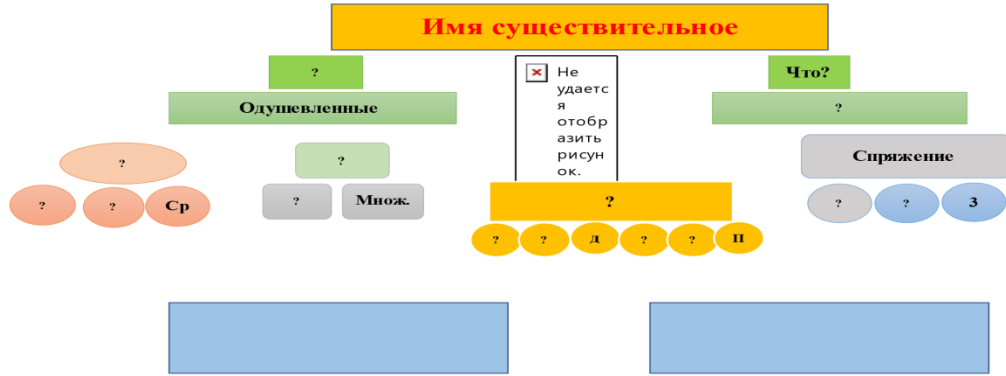 Имя существительное
?
Что?
Не
удаетс
я
отобр
азить
рисун
ок.
Одушевленные
?
?
?
Спряжение
?
?
Ср
?
Множ.
?
?
?
3
?
?
Д
?
?
П